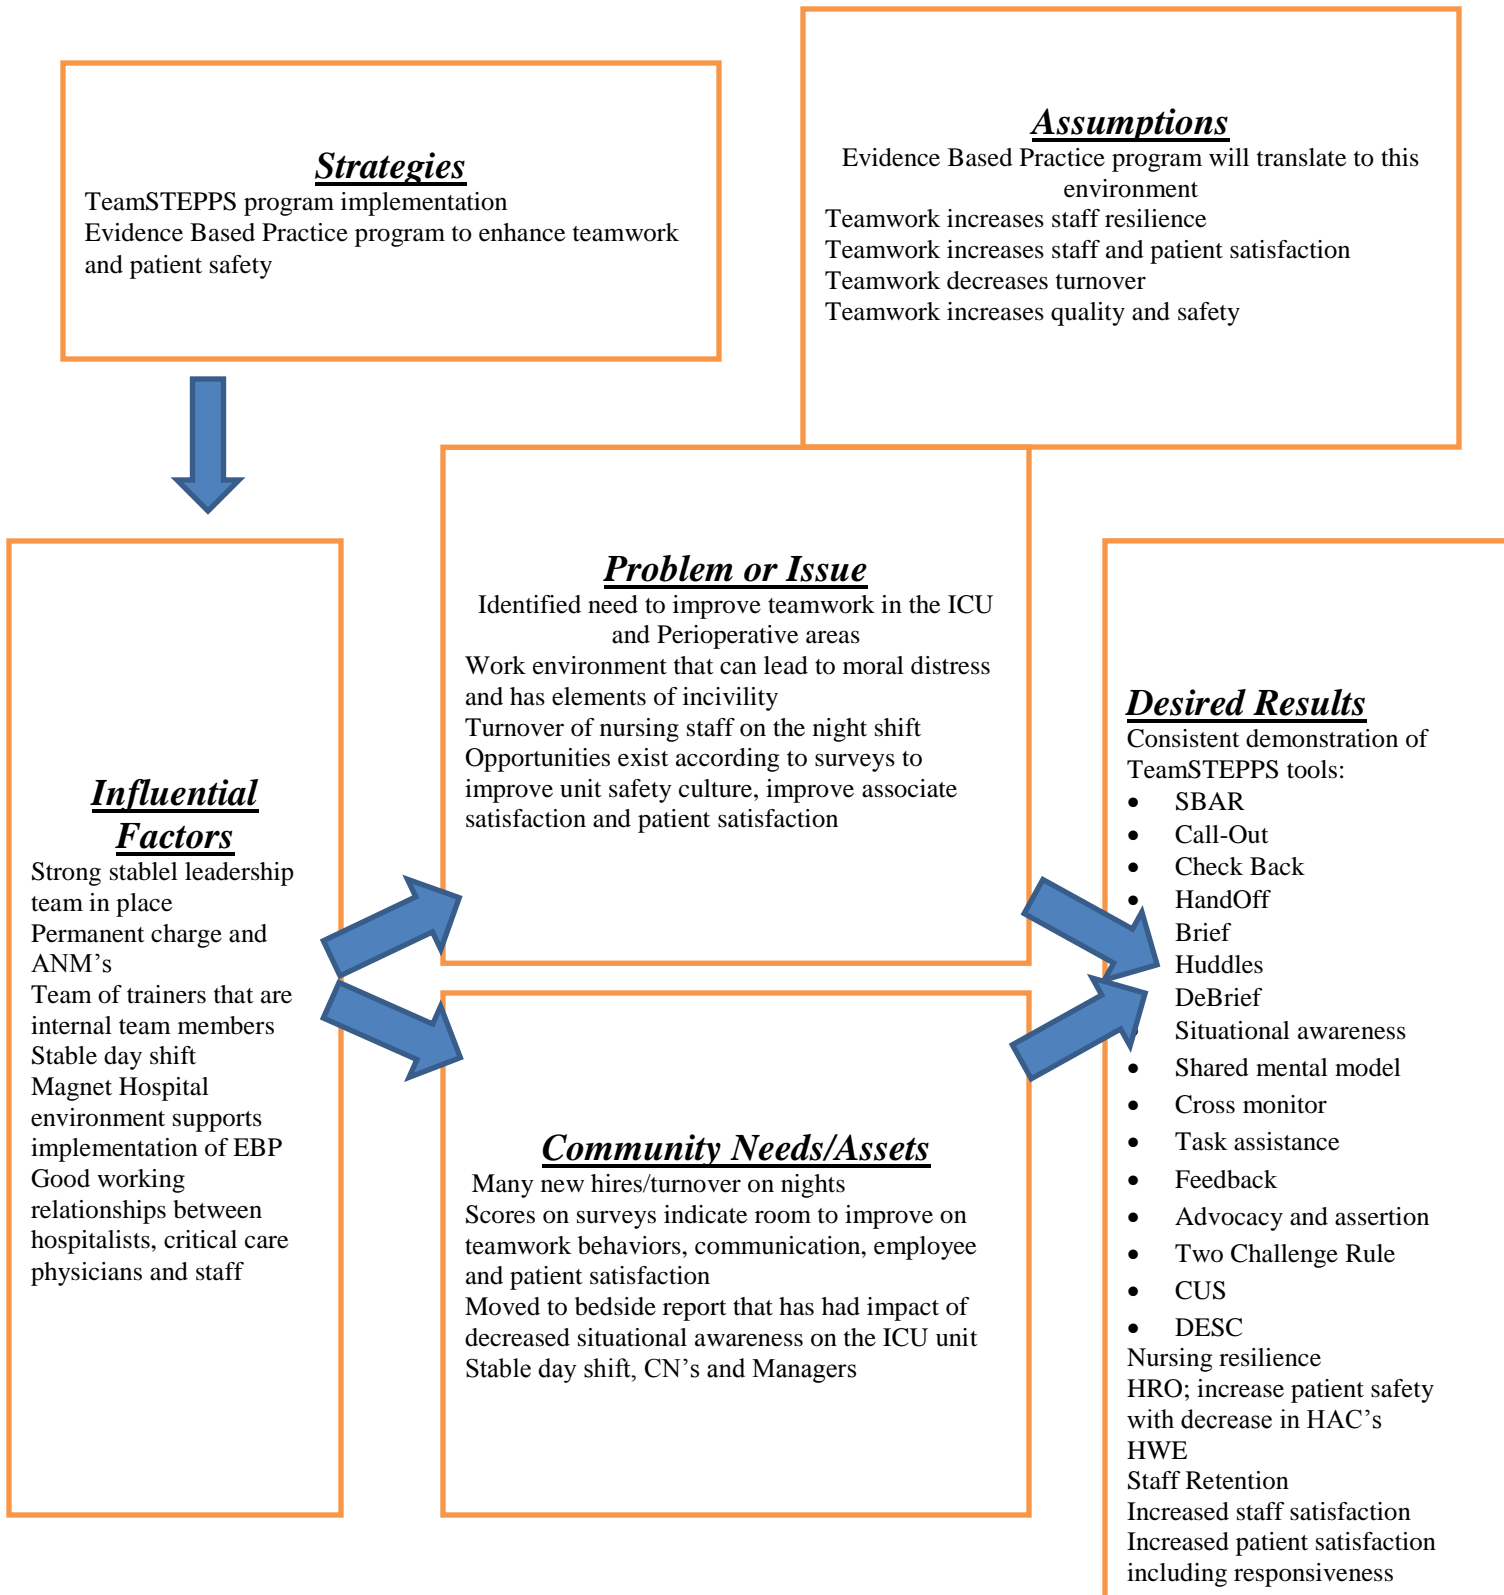 Strategies
TeamSTEPPS program implementation
Evidence Based Practice program to enhance teamwork
and patient safety
Assumptions
Evidence Based Practice program will translate to this
environment
Teamwork increases staff resilience
Teamwork increases staff and patient satisfaction
Teamwork decreases turnover
Teamwork increases quality and safety
Influential
Factors
Strong stablel leadership
team in place
Permanent charge and
ANM’s
Team of trainers that are
internal team members
Stable day shift
Magnet Hospital
environment supports
implementation of EBP
Good working
relationships between
hospitalists, critical care
physicians and staff
Problem or Issue
Identified need to improve teamwork in the ICU
and Perioperative areas
Work environment that can lead to moral distress
and has elements of incivility
Turnover of nursing staff on the night shift
Opportunities exist according to surveys to
improve unit safety culture, improve associate
satisfaction and patient satisfaction
Community Needs/Assets
Many new hires/turnover on nights
Scores on surveys indicate room to improve on
teamwork behaviors, communication, employee
and patient satisfaction
Moved to bedside report that has had impact of
decreased situational awareness on the ICU unit
Stable day shift, CN’s and Managers
Desired Results
Consistent demonstration of
TeamSTEPPS tools:
• SBAR
• Call-Out
• Check Back
• HandOff
Brief
Huddles
DeBrief
• Situational awareness
• Shared mental model
• Cross monitor
• Task assistance
• Feedback
• Advocacy and assertion
• Two Challenge Rule
• CUS
• DESC
Nursing resilience
HRO; increase patient safety
with decrease in HAC’s
HWE
Staff Retention
Increased staff satisfaction
Increased patient satisfaction
including responsiveness